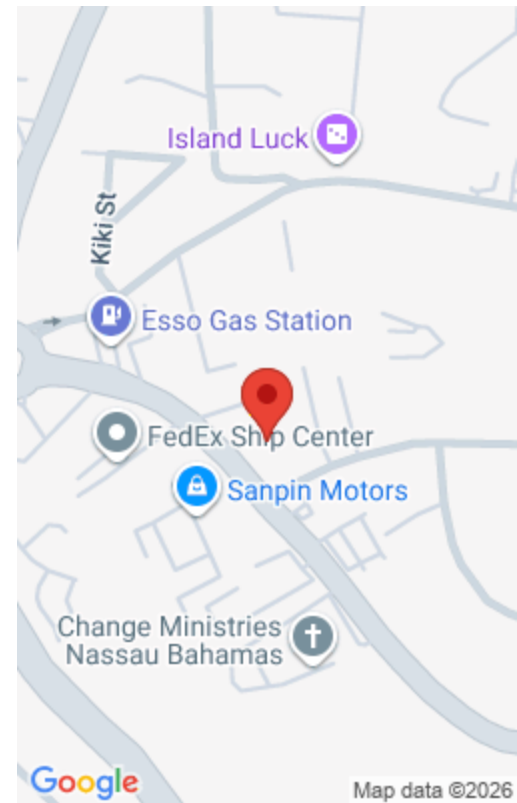 Island Luck
Kiki St
Esso Gas Station
FedEx Ship Center
Sanpin Motors
Change Ministries
Nassau Bahamas
Google
Map data ©2026